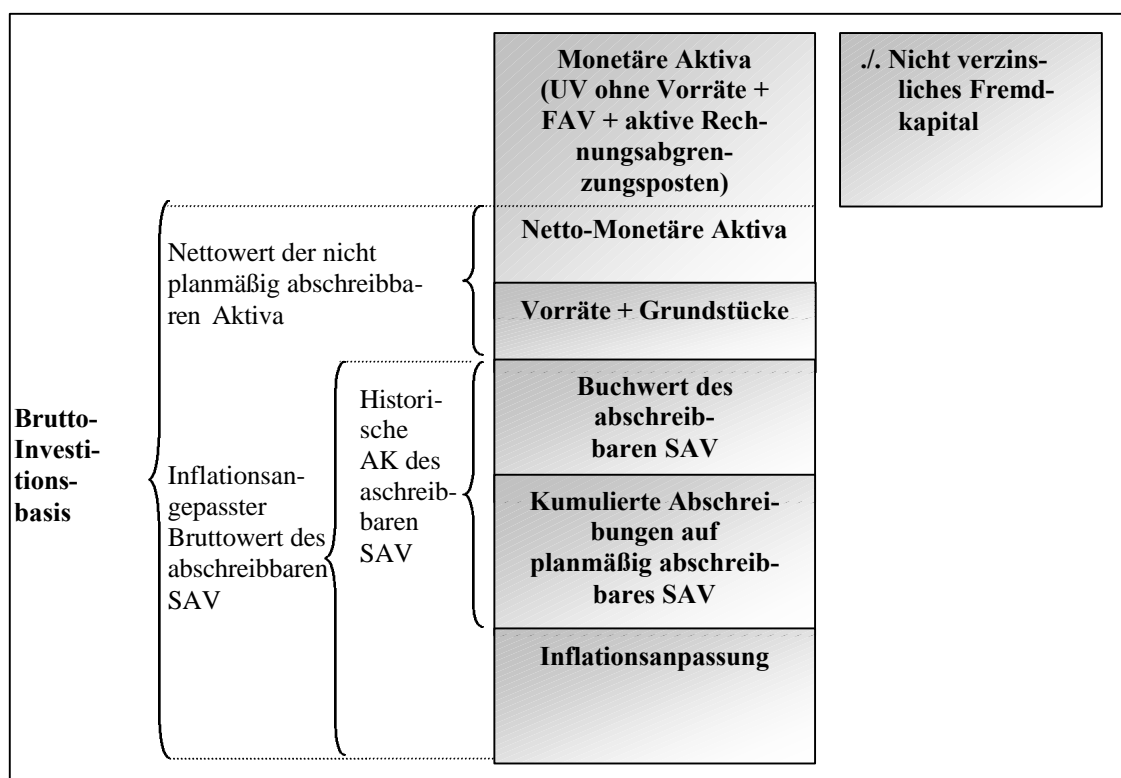 Monetäre Aktiva
(UV ohne Vorräte +
FAV + aktive Rech-
nungsabgren-
zungsposten)
./. Nicht verzins-
liches Fremd-
kapital
Netto-Monetäre Aktiva
Nettowert der nicht
planmäßig abschreibba-
ren Aktiva
Vorräte + Grundstücke
Buchwert des
abschreib-
baren SAV
Histori-
sche
AK des
aschreib-
baren
SAV
Brutto-
Investi-
tions-
basis
Inflationsan-
gepasster
Bruttowert des
abschreibbaren
SAV
Kumulierte Abschrei-
bungen auf
planmäßig abschreib-
bares SAV
Inflationsanpassung